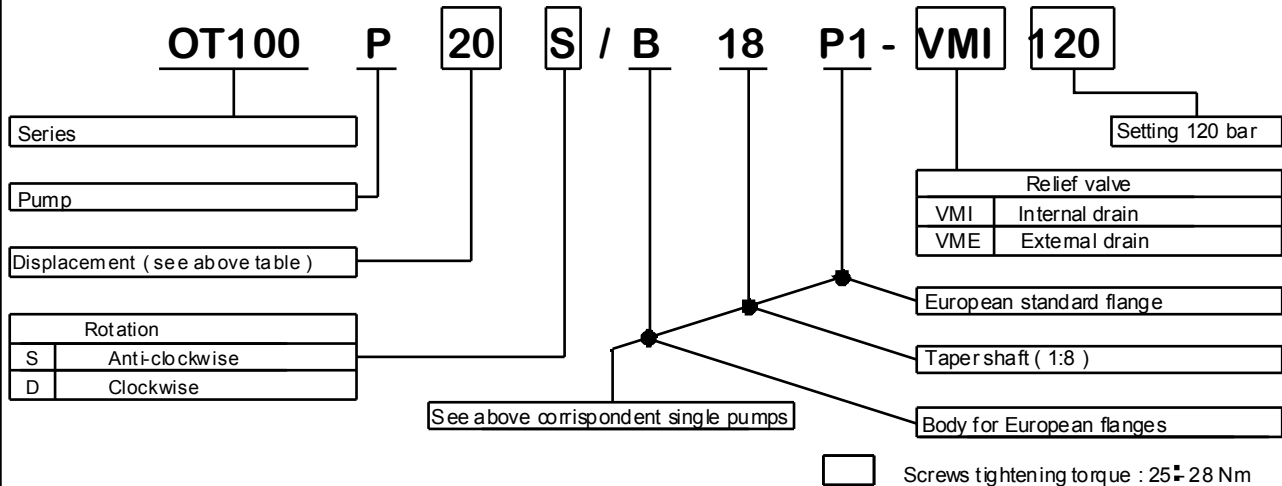 OT100 P 20 S / B 18 P1 - VMI 120
Series
Setting 120 bar
Pump
Relief valve
VMI Internal drain
VME External drain
Displacement ( see above table )
European standard flange
Rotation
S Anti-clockwise
D Clockwise
Taper shaft ( 1:8 )
See above corrispondent single pumps
Body for European flanges
Screws tightening torque : 25÷28 Nm